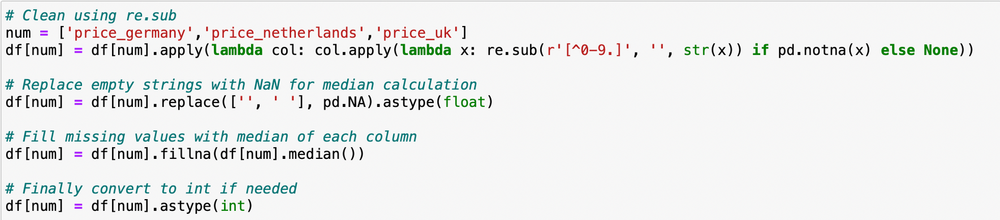 # Clean using re.sub
num = ['price_germany','price_netherlands','price_uk']
df[num] = df[num].apply(lambda col: col.apply(lambda x: re.sub(r'[^0-9.]', '', str(x)) if pd.notna(x) else None))
# Replace empty strings with NaN for median calculation
df[num] = df[num].replace(['', ' '], pd.NA).astype(float)
# Fill missing values with median of each column
df[num] = df[num].fillna(df[num].median())
# Finally convert to int if needed
df[num] = df[num].astype(int)